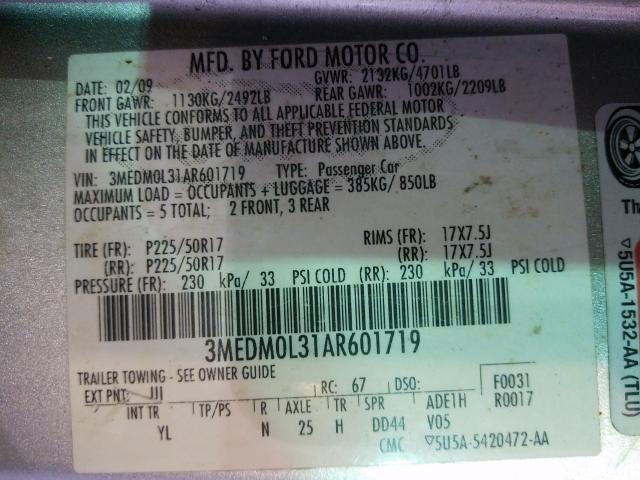 MFD. BY FORD MOTOR CO.
DATE: 02/09 GVWR: 2132KG/4701LB
FRONT GAWR: 1130KG/2492LB REAR GAWR: 1002KG/2209LB
THIS VEHICLE CONFORMS TO ALL APPLICABLE FEDERAL MOTOR
VEHICLE SAFETY, BUMPER, AND THEFT PREVENTION STANDARDS
IN EFFECT ON THE DATE OF MANUFACTURE SHOWN ABOVE.
VIN: 3MEDM0L31AR601719 TYPE: Passenger Car
MAXIMUM LOAD = OCCUPANTS + LUGGAGE = 385KG/ 850LB
OCCUPANTS = 5 TOTAL; 2 FRONT, 3 REAR
TIRE (FR): P225/50R17 RIMS (FR): 17X7.5J
(RR): P225/50R17 (RR): 17X7.5J
PRESSURE (FR): 230 kPa/ 33 PSI COLD (RR): 230 kPa/ 33 PSI COLD
3MEDM0L31AR601719
TRAILER TOWING - SEE OWNER GUIDE
EXT PNT: JJJ RC: 67 DSO: F0031
R0017
INT TR TP/PS R AXLE TR SPR ADE1H
YL N 25 H DD44 V05
CMC ▽5U5A-5420472-AA
▽5U5A-1532-AA (TLU)